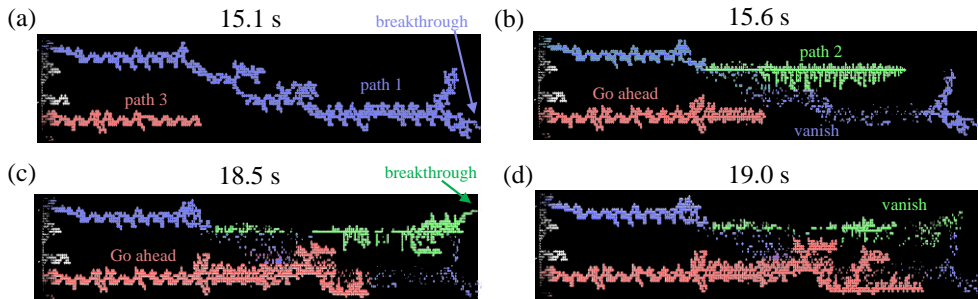 (a)
15.1 s
breakthrough
path 3
path 1
(b)
15.6 s
path 2
Go ahead
vanish
(c)
18.5 s
breakthrough
Go ahead
(d)
19.0 s
vanish